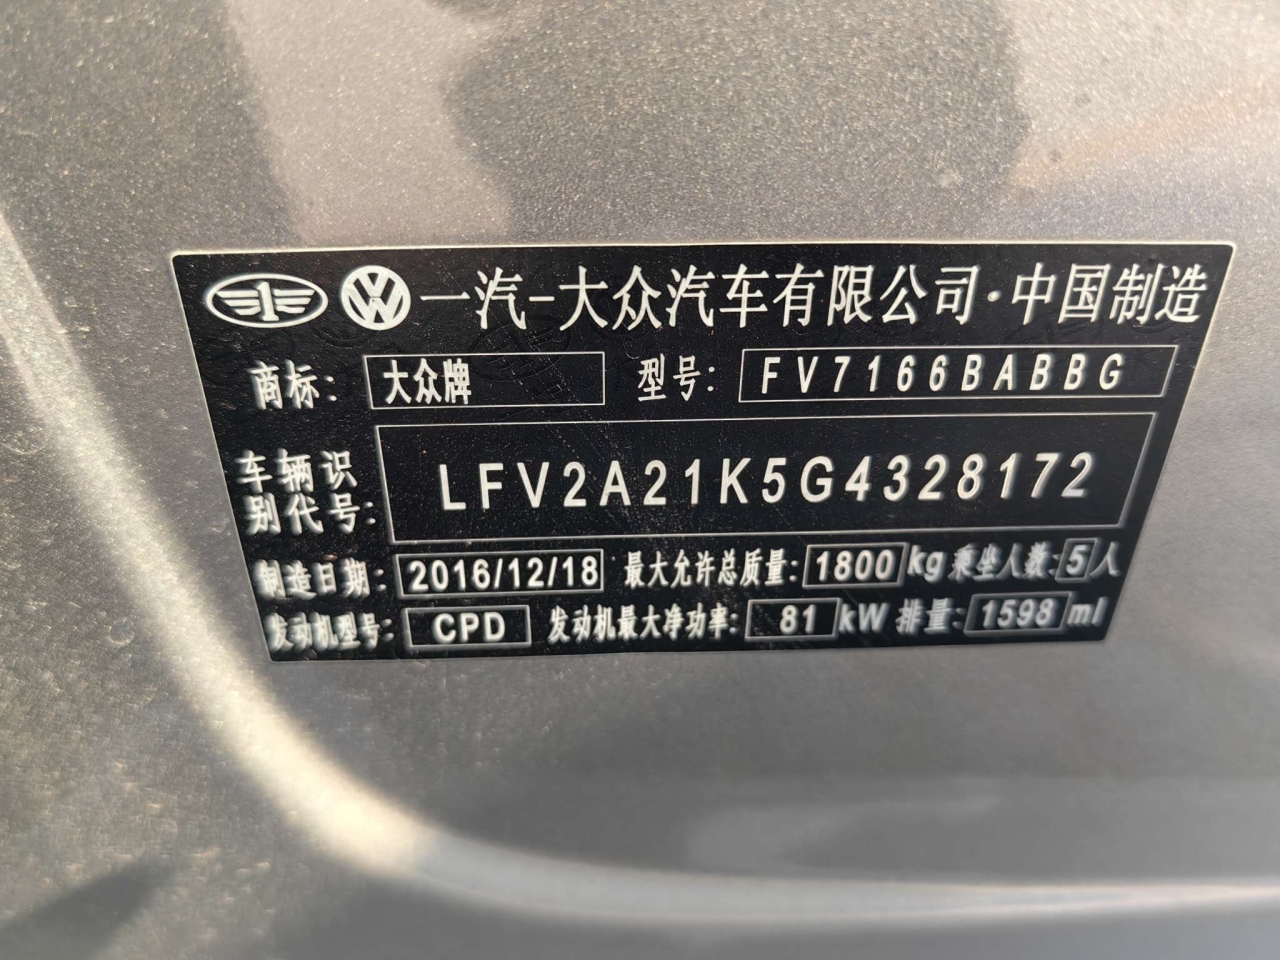 一汽-大众汽车有限公司·中国制造
商标: 大众牌 型号: FV7166BABBG
车辆识别代号: LFV2A21K5G4328172
制造日期: 2016/12/18 最大允许总质量: 1800 kg 乘坐人数: 5 人
发动机型号: CPD 发动机最大净功率: 81 kW 排量: 1598 ml